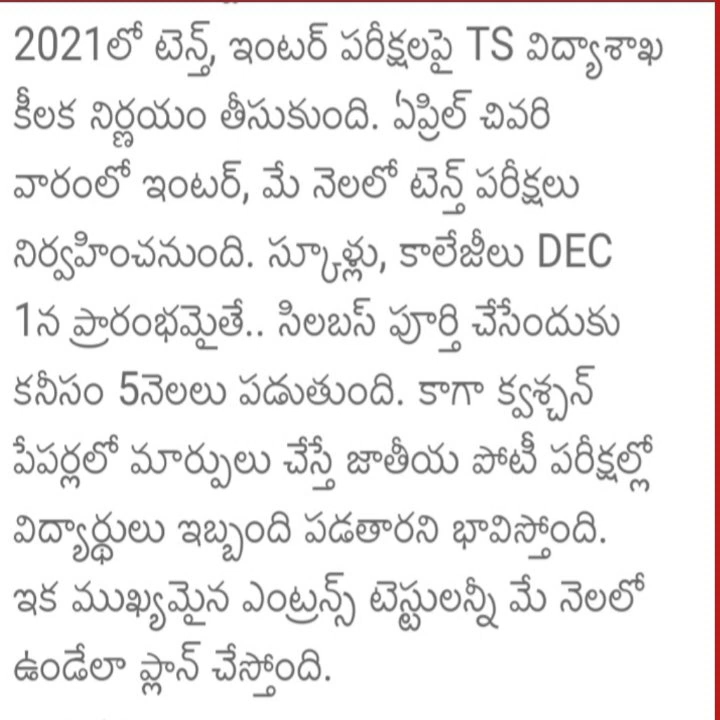 2021లో టెన్త్, ఇంటర్ పరీక్షలపై TS విద్యాశాఖ
కీలక నిర్ణయం తీసుకుంది. ఏప్రిల్ చివరి
వారంలో ఇంటర్, మే నెలలో టెన్త్ పరీక్షలు
నిర్వహించనుంది. స్కూళ్లు, కాలేజీలు DEC
1న ప్రారంభమైతే.. సిలబస్ పూర్తి చేసేందుకు
కనీసం 5నెలలు పడుతుంది. కాగా క్వశ్చన్
పేపర్లలో మార్పులు చేస్తే జాతీయ పోటీ పరీక్షల్లో
విద్యార్థులు ఇబ్బంది పడతారని భావిస్తోంది.
ఇక ముఖ్యమైన ఎంట్రన్స్ టెస్టులన్నీ మే నెలలో
ఉండేలా ప్లాన్ చేస్తోంది.